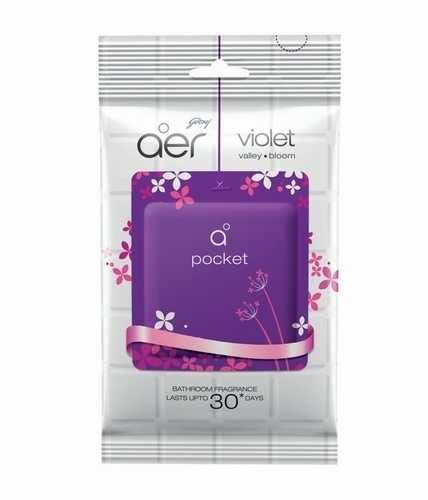 Godrej
aer
violet
valley • bloom
a
pocket
BATHROOM FRAGRANCE
LASTS UPTO 30* DAYS